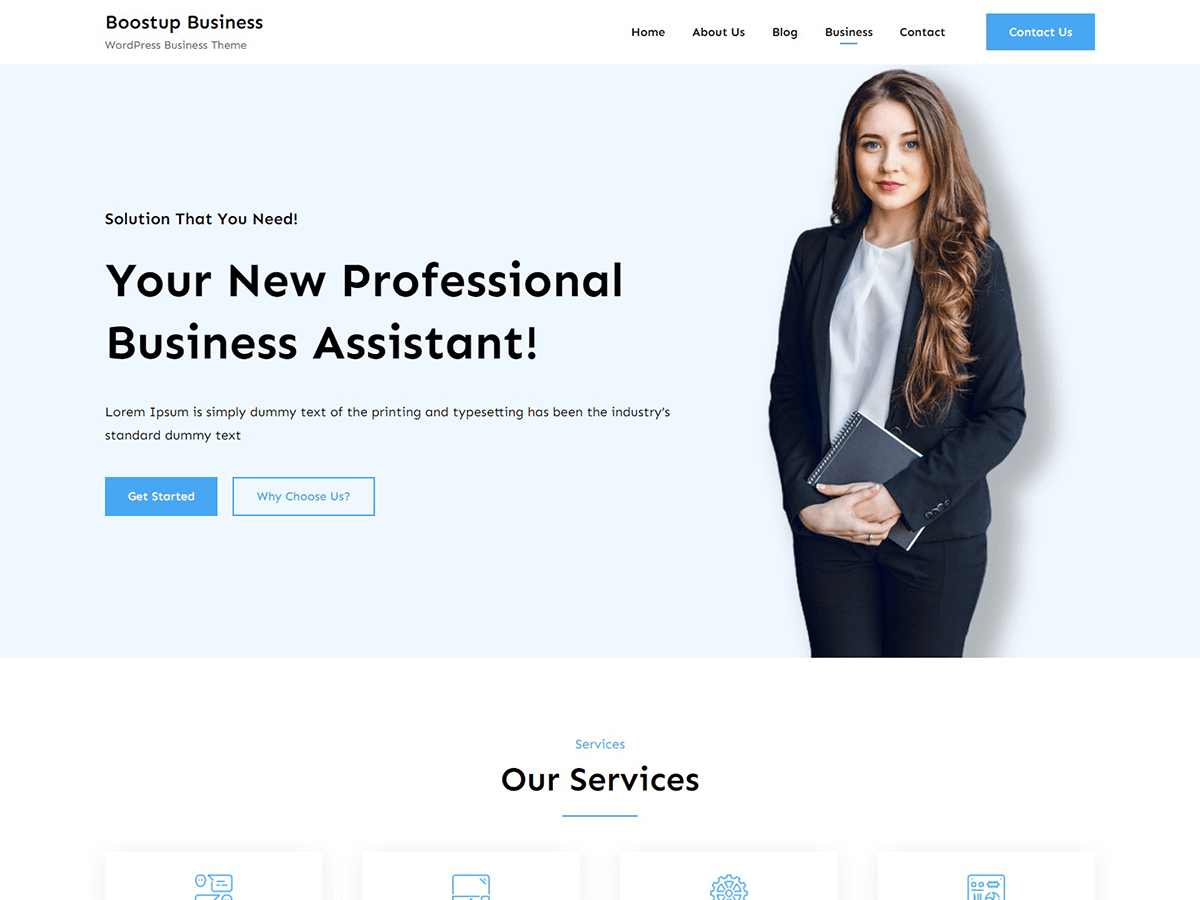 Boostup Business
WordPress Business Theme
Home About Us Blog Business Contact Contact Us
Solution That You Need!
Your New Professional
Business Assistant!
Lorem Ipsum is simply dummy text of the printing and typesetting has been the industry’s
standard dummy text
Get Started Why Choose Us?
Services
Our Services